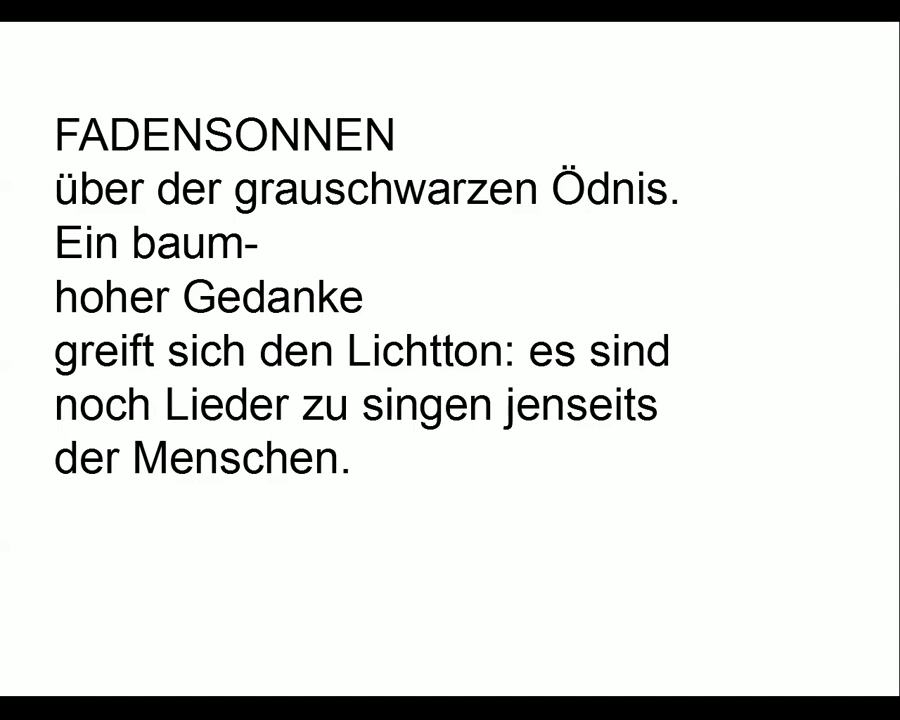 FADENSONNEN
über der grauschwarzen Ödnis.
Ein baum-
hoher Gedanke
greift sich den Lichtton: es sind
noch Lieder zu singen jenseits
der Menschen.